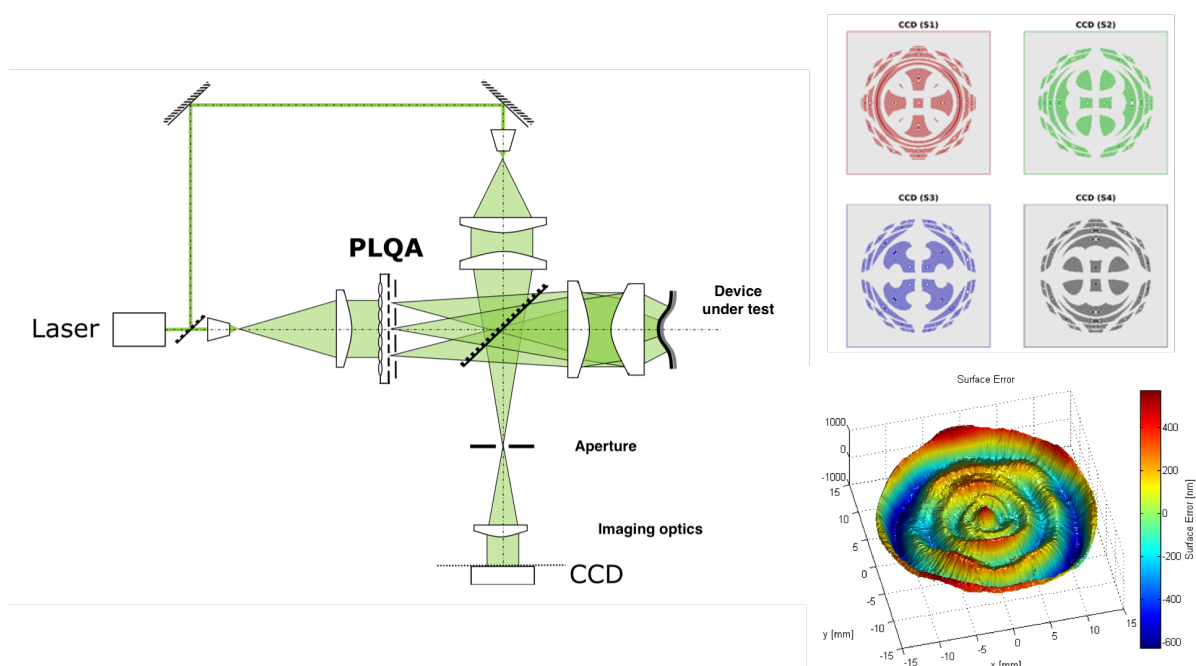 PLQA
Laser
Device
under test
Aperture
Imaging optics
CCD
CCD (S1)
CCD (S2)
CCD (S3)
CCD (S4)
Surface Error
1000
0
-1000
15
10
5
0
-5
-10
-15
y [mm]
-15
-10
-5
0
5
10
15
x [mm]
400
200
0
-200
-400
-600
Surface Error [nm]